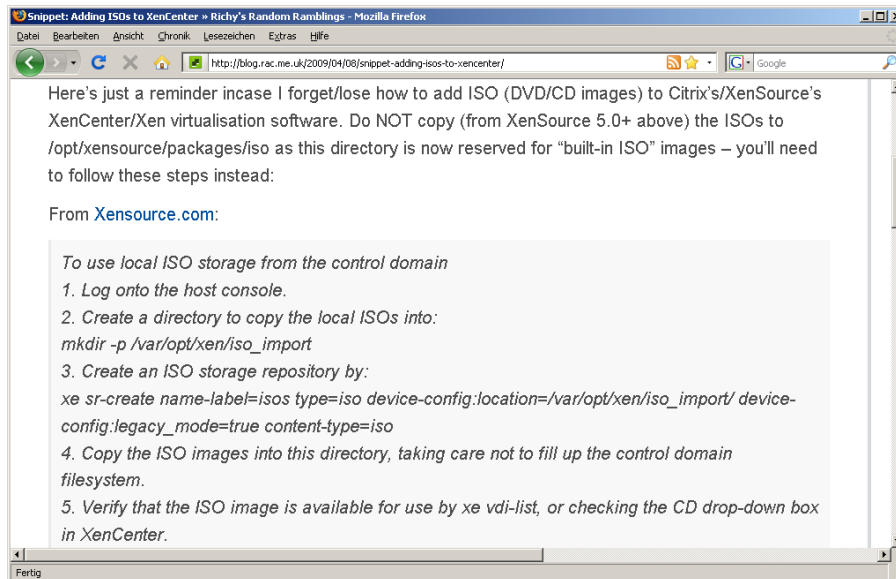 Snippet: Adding ISOs to XenCenter » Richy's Random Ramblings - Mozilla Firefox
Datei Bearbeiten Ansicht Chronik Lesezeichen Extras Hilfe
http://blog.rac.me.uk/2009/04/08/snippet-adding-isos-to-xencenter/ Google
Here's just a reminder incase I forget/lose how to add ISO (DVD/CD images) to Citrix's/XenSource's
XenCenter/Xen virtualisation software. Do NOT copy (from XenSource 5.0+ above) the ISOs to
/opt/xensource/packages/iso as this directory is now reserved for “built-in ISO” images – you'll need
to follow these steps instead:
From Xensource.com:
To use local ISO storage from the control domain
1. Log onto the host console.
2. Create a directory to copy the local ISOs into:
mkdir -p /var/opt/xen/iso_import
3. Create an ISO storage repository by:
xe sr-create name-label=isos type=iso device-config:location=/var/opt/xen/iso_import/ device-
config:legacy_mode=true content-type=iso
4. Copy the ISO images into this directory, taking care not to fill up the control domain
filesystem.
5. Verify that the ISO image is available for use by xe vdi-list, or checking the CD drop-down box
in XenCenter.
Fertig